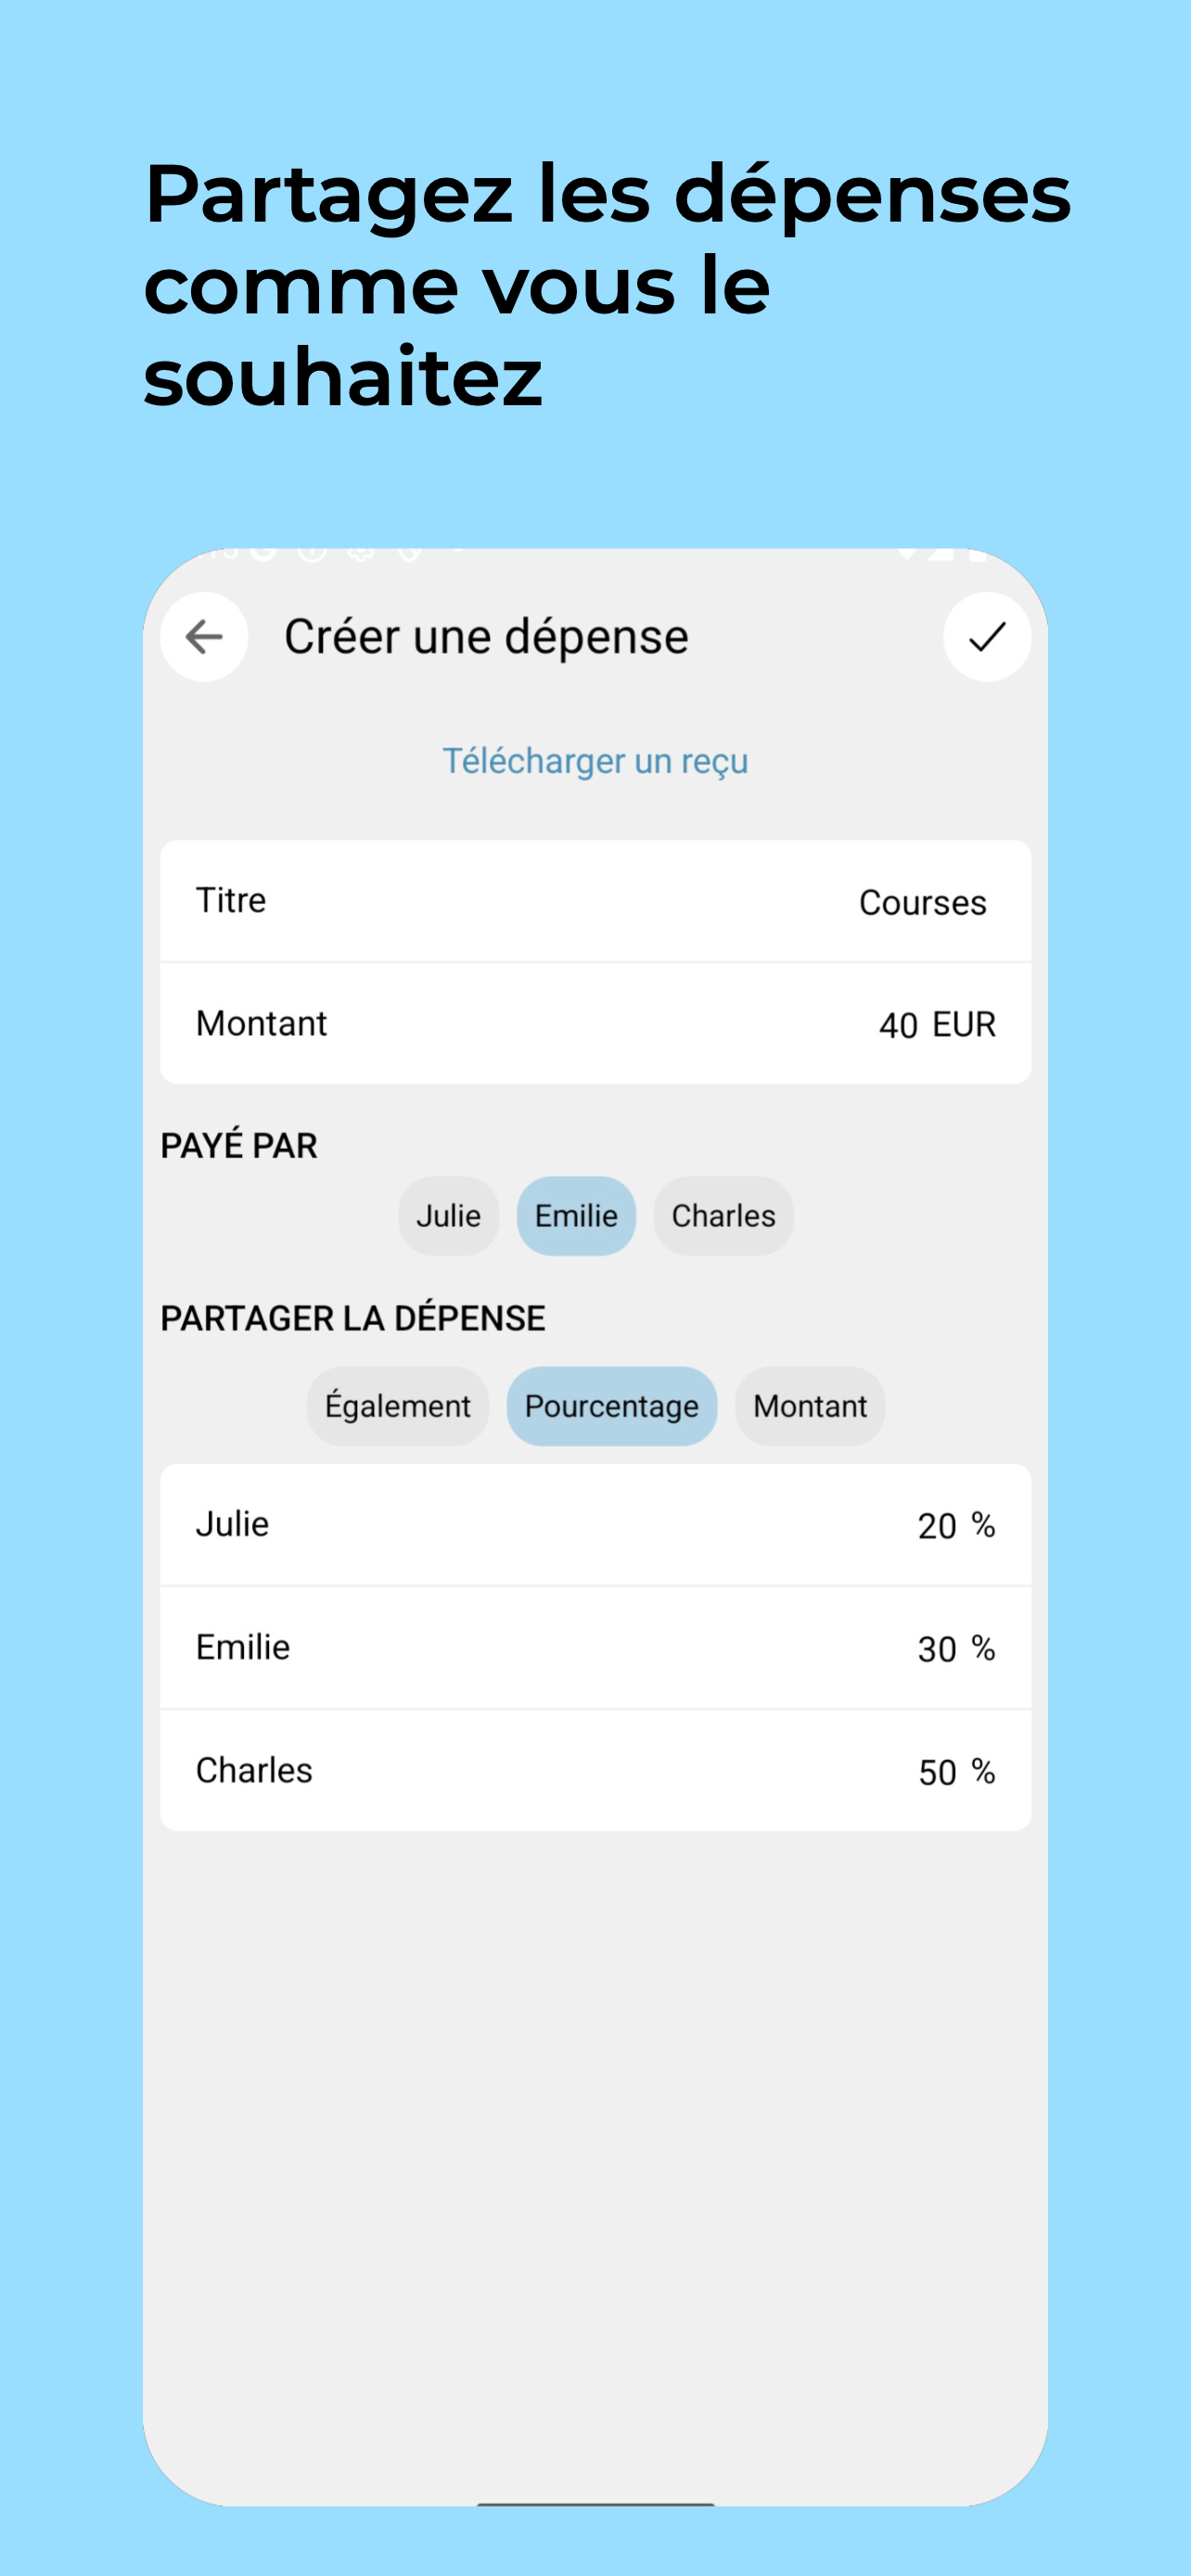 Partagez les dépenses
comme vous le
souhaitez
Créer une dépense
Télécharger un reçu
Titre Courses
Montant 40 EUR
PAYÉ PAR
Julie Emilie Charles
PARTAGER LA DÉPENSE
Également Pourcentage Montant
Julie 20 %
Emilie 30 %
Charles 50 %